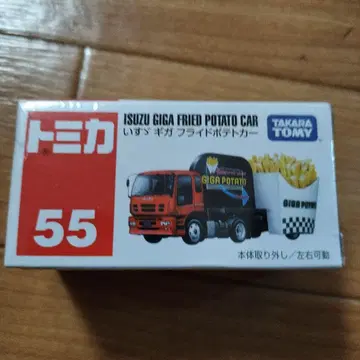 ISUZU GIGA FRIED POTATO CAR
トミカ
いすゞ ギガ フライドポテトカー
TAKARA
TOMY
55
GIGA POTATO
GIGA POTATO
本体取り外し／左右可動